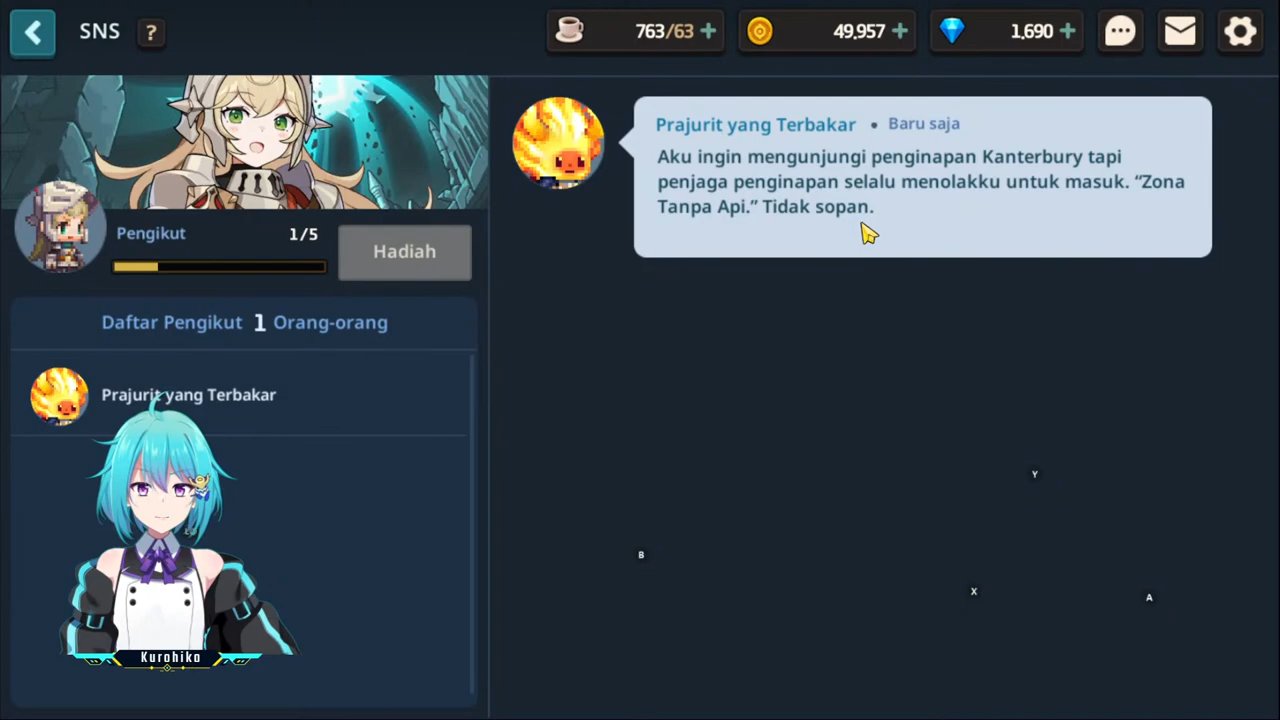 SNS ?
763/63 +
49,957 +
1,690 +
Pengikut 1/5
Hadiah
Daftar Pengikut 1 Orang-orang
Prajurit yang Terbakar
Kurohiko
Prajurit yang Terbakar • Baru saja
Aku ingin mengunjungi penginapan Kanterbury tapi
penjaga penginapan selalu menolakku untuk masuk. “Zona
Tanpa Api.” Tidak sopan.
Y
B
X
A